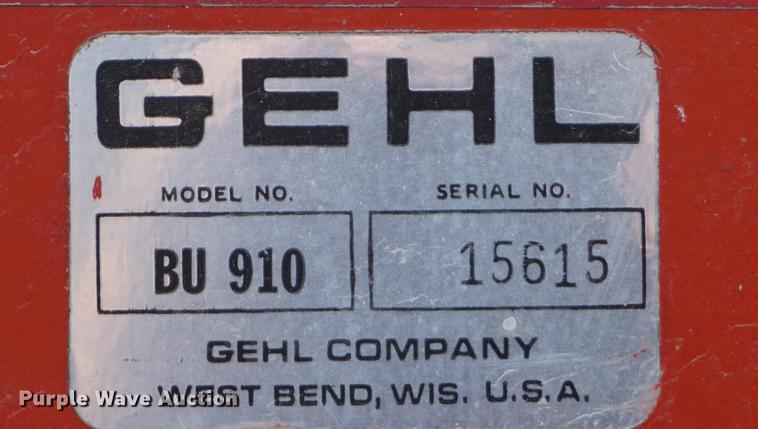 GEHL
MODEL NO. SERIAL NO.
BU 910 15615
GEHL COMPANY
WEST BEND, WIS. U.S.A.
Purple Wave Auction